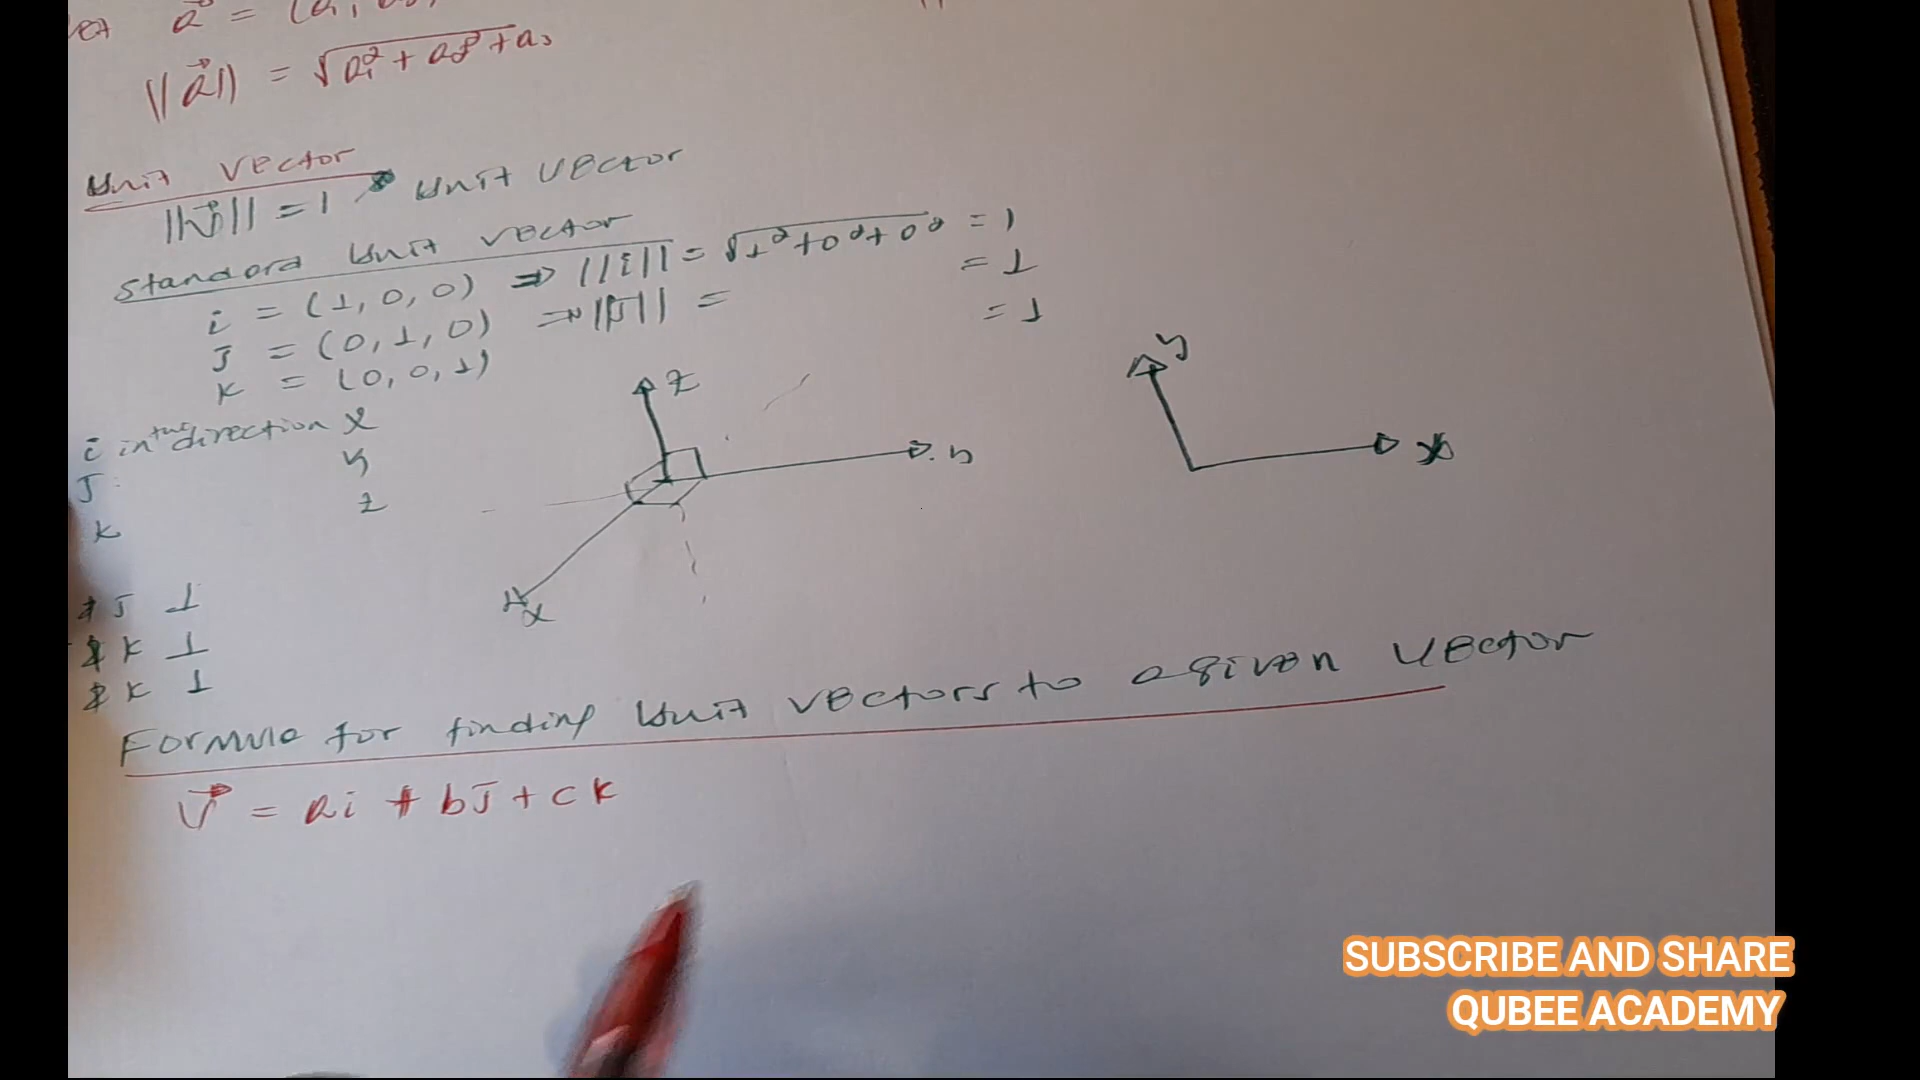 a⃗ = (a₁,
||a⃗|| = √a₁² + a₂² + a₃
Unit Vector
||v⃗|| = 1 unit vector
Standard Unit Vector
i = (1, 0, 0) ⇒ ||i|| = √1² + 0² + 0² = 1
J = (0, 1, 0) ⇒ ||J|| = = 1
k = (0, 0, 1) = 1
i in the direction x
J y
k z
z
y
x
y
x
J ⊥
k ⊥
k ⊥
Formula for finding Unit vectors to a given vector
v⃗ = ai + bJ + ck
SUBSCRIBE AND SHARE
QUBEE ACADEMY